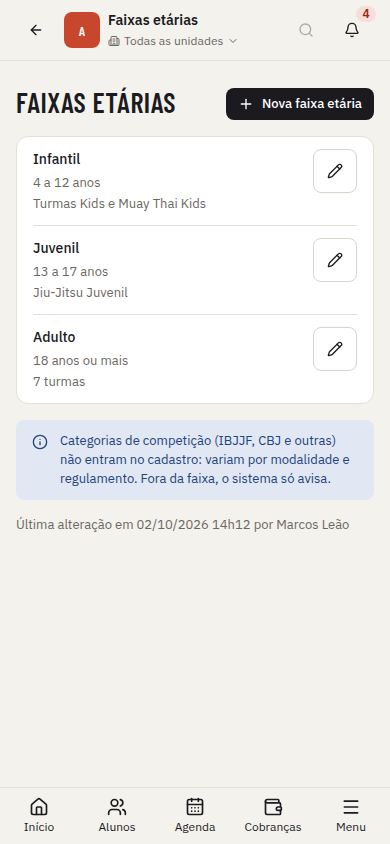 A
Faixas etárias
Todas as unidades
4
FAIXAS ETÁRIAS
Nova faixa etária
Infantil
4 a 12 anos
Turmas Kids e Muay Thai Kids
Juvenil
13 a 17 anos
Jiu-Jitsu Juvenil
Adulto
18 anos ou mais
7 turmas
Categorias de competição (IBJJF, CBJ e outras)
não entram no cadastro: variam por modalidade e
regulamento. Fora da faixa, o sistema só avisa.
Última alteração em 02/10/2026 14h12 por Marcos Leão
Início
Alunos
Agenda
Cobranças
Menu